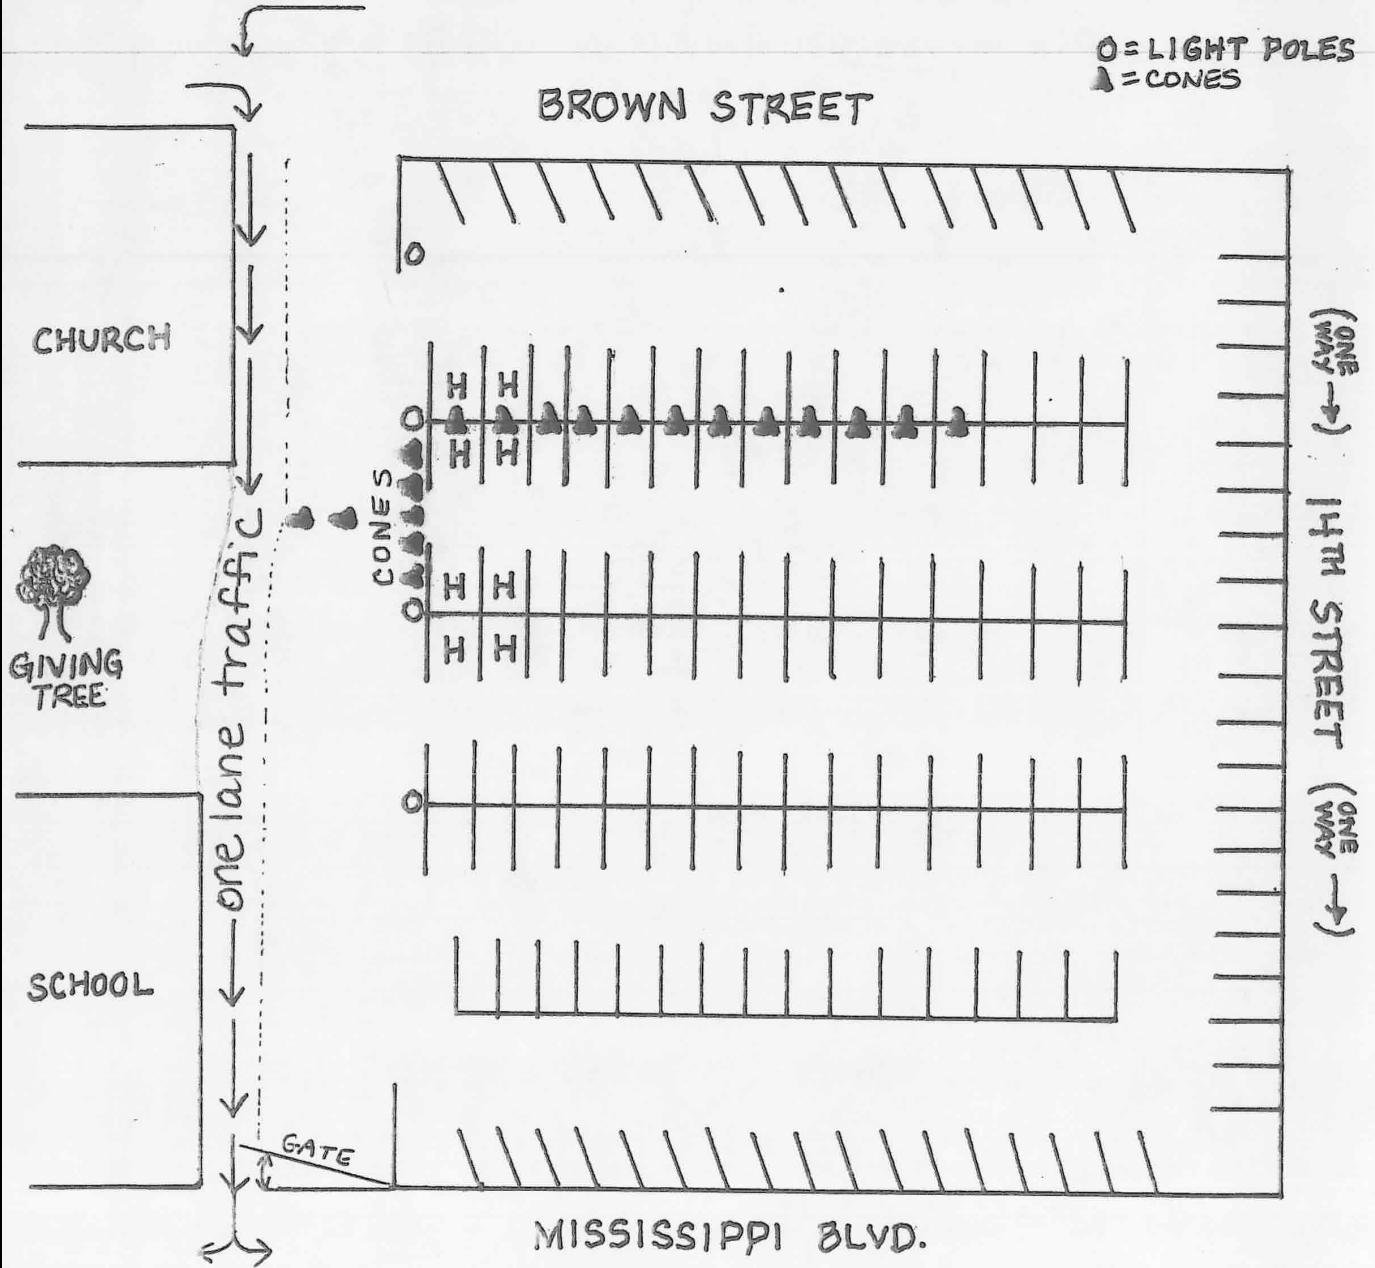 O = LIGHT POLES
= CONES
BROWN STREET
CHURCH
H H
H H
CONES
(ONE
WAY →)
14TH STREET
one lane traffic
H H
H H
GIVING
TREE
(ONE
WAY →)
SCHOOL
GATE
MISSISSIPPI BLVD.